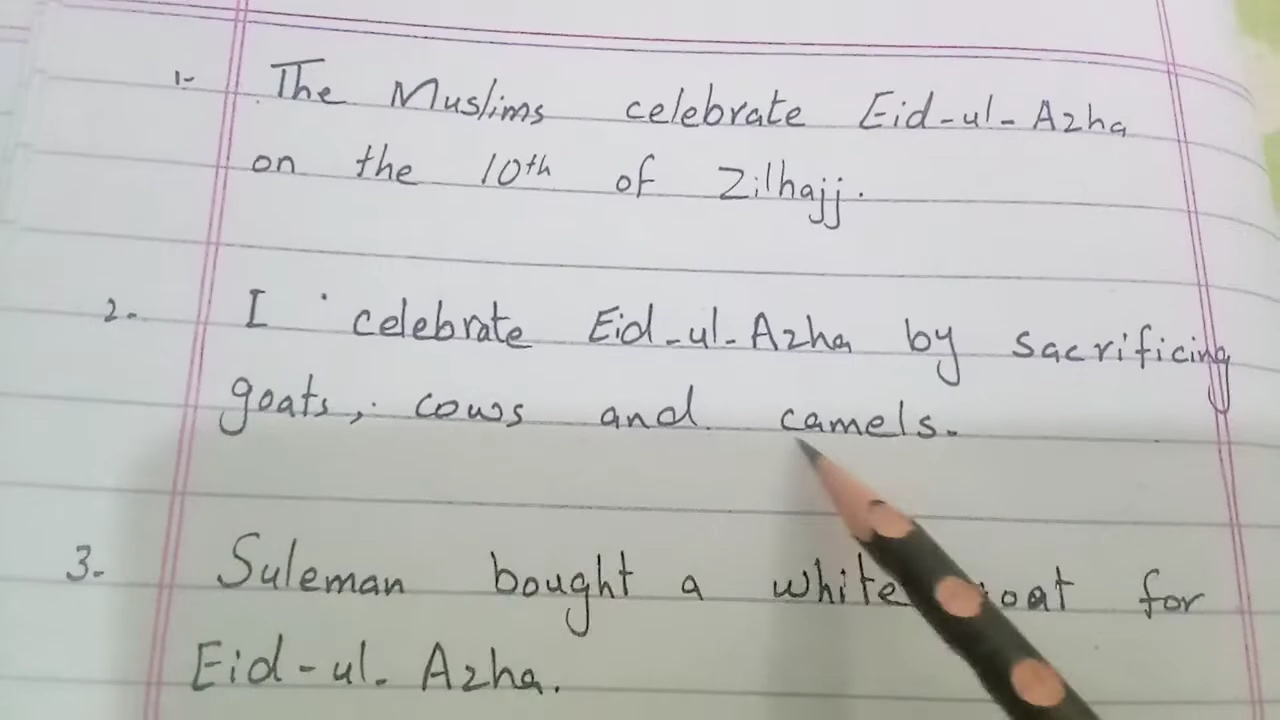 1- The Muslims celebrate Eid-ul-Azha
on the 10th of Zilhajj.
2- I celebrate Eid-ul-Azha by sacrificing
goats, cows and camels.
3- Suleman bought a white for
Eid-ul-Azha.